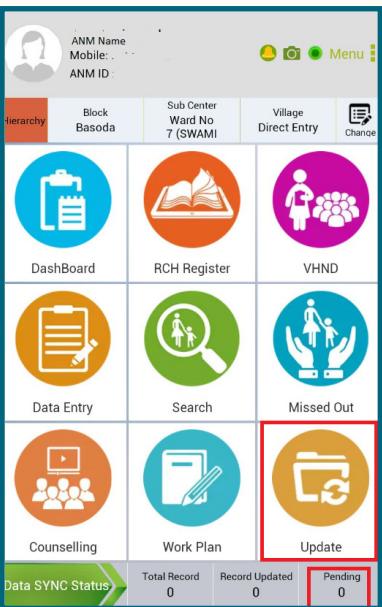 ANM Name
Mobile: .
ANM ID :
Menu
Hierarchy
Block
Basoda
Sub Center
Ward No
7 (SWAMI
Village
Direct Entry
Change
DashBoard
RCH Register
VHND
Data Entry
Search
Missed Out
Counselling
Work Plan
Update
Data SYNC Status
Total Record
0
Record Updated
0
Pending
0